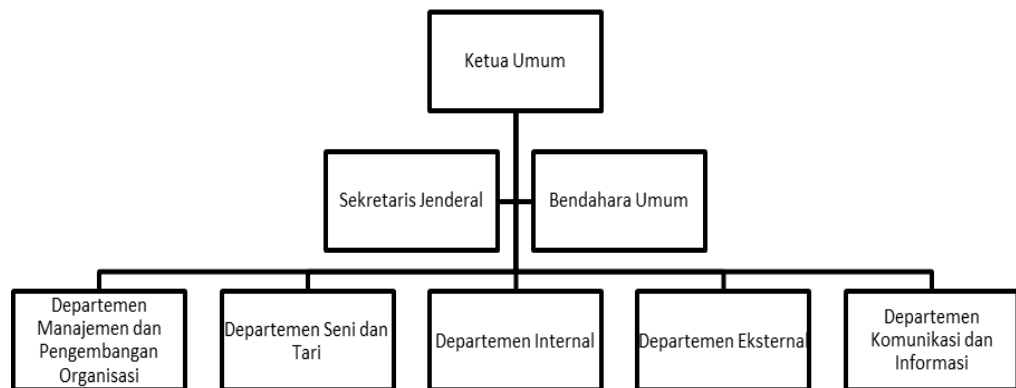 Ketua Umum
Sekretaris Jenderal
Bendahara Umum
Departemen
Manajemen dan
Pengembangan
Organisasi
Departemen Seni dan
Tari
Departemen Internal
Departemen Eksternal
Departemen
Komunikasi dan
Informasi